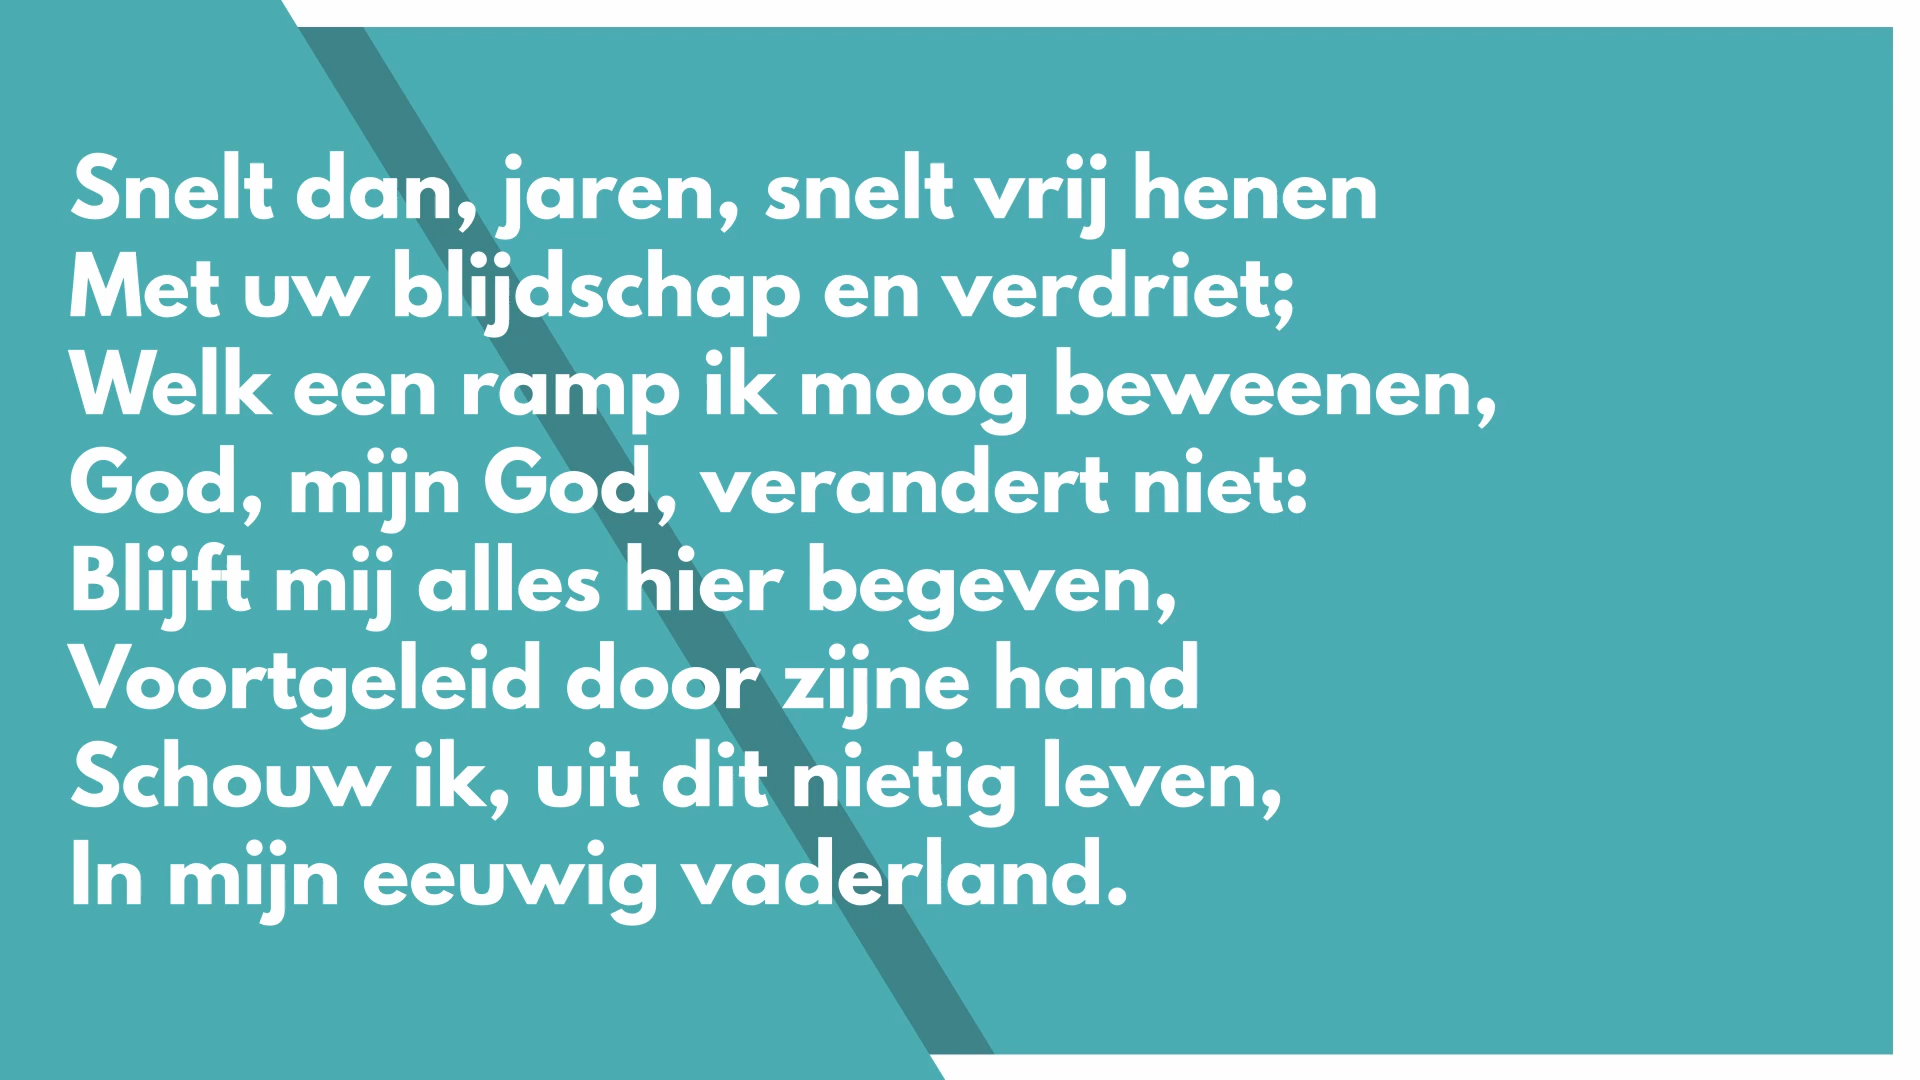 Snelt dan, jaren, snelt vrij henen
Met uw blijdschap en verdriet;
Welk een ramp ik moog beweenen,
God, mijn God, verandert niet:
Blijft mij alles hier begeven,
Voortgeleid door zijne hand
Schouw ik, uit dit nietig leven,
In mijn eeuwig vaderland.